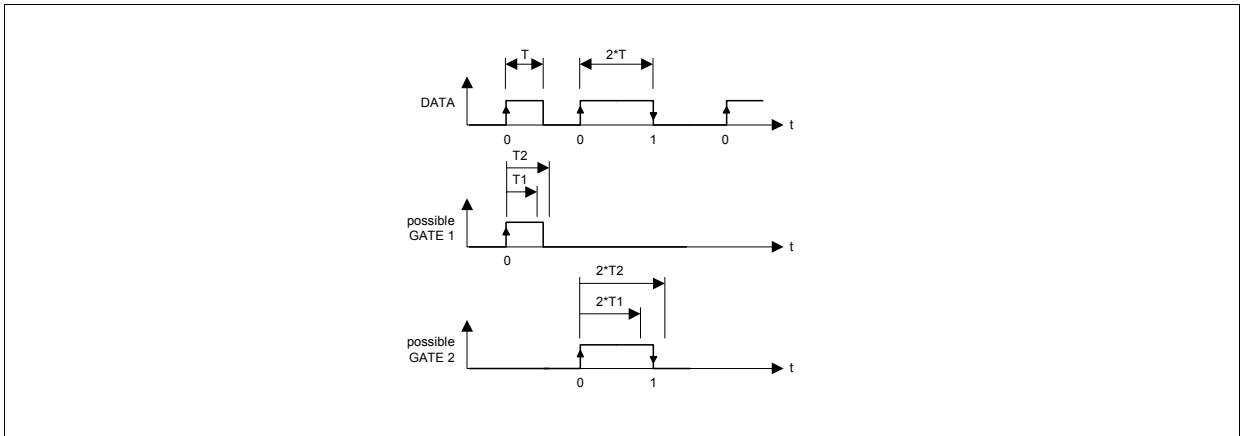 T 2*T
DATA
t
0 0 1 0
T2
T1
possible
GATE 1
t
0
2*T2
2*T1
possible
GATE 2
t
0 1